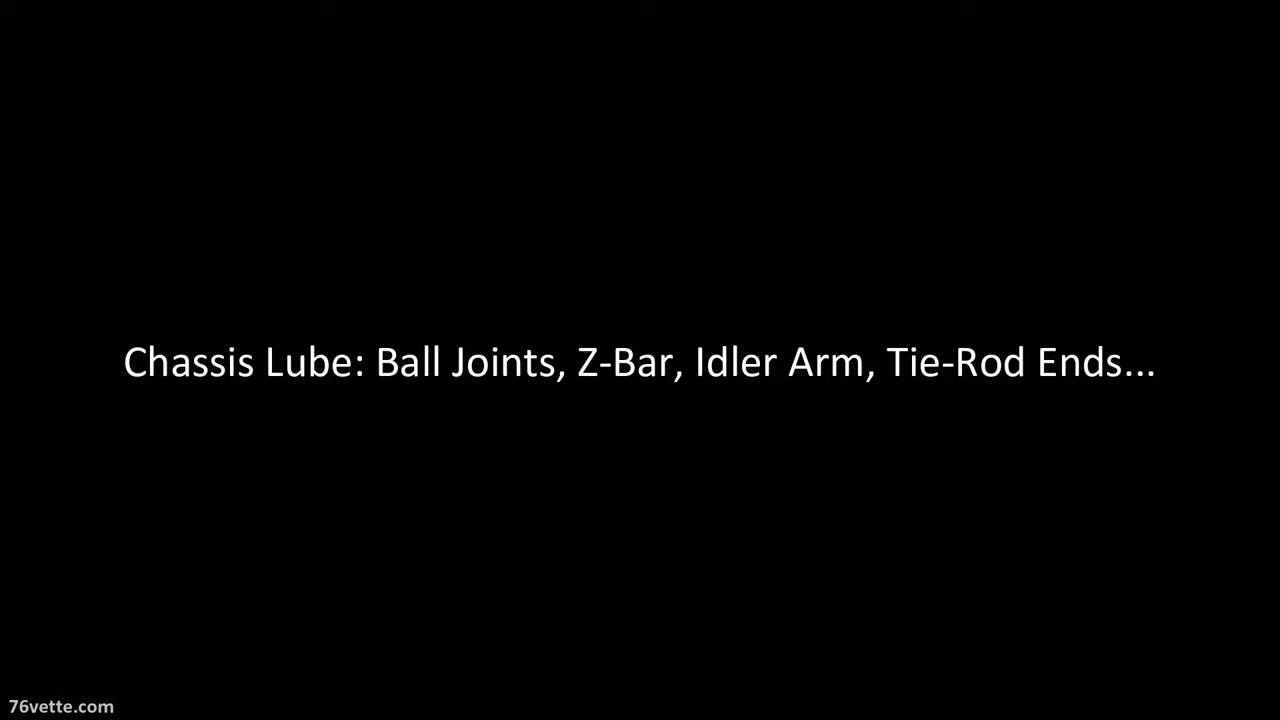 Chassis Lube: Ball Joints, Z-Bar, Idler Arm, Tie-Rod Ends...
76vette.com